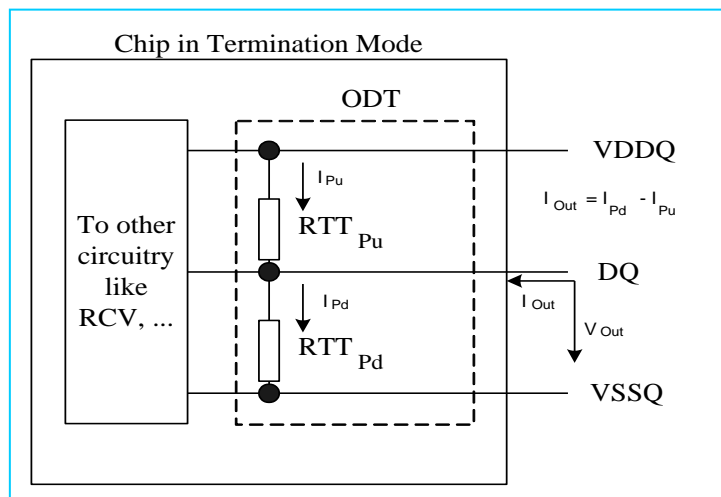 Chip in Termination Mode
ODT
VDDQ
I Pu
I Out = I Pd - I Pu
To other
circuitry
like
RCV, ...
RTT Pu
DQ
I Pd
I Out
V Out
RTT Pd
VSSQ